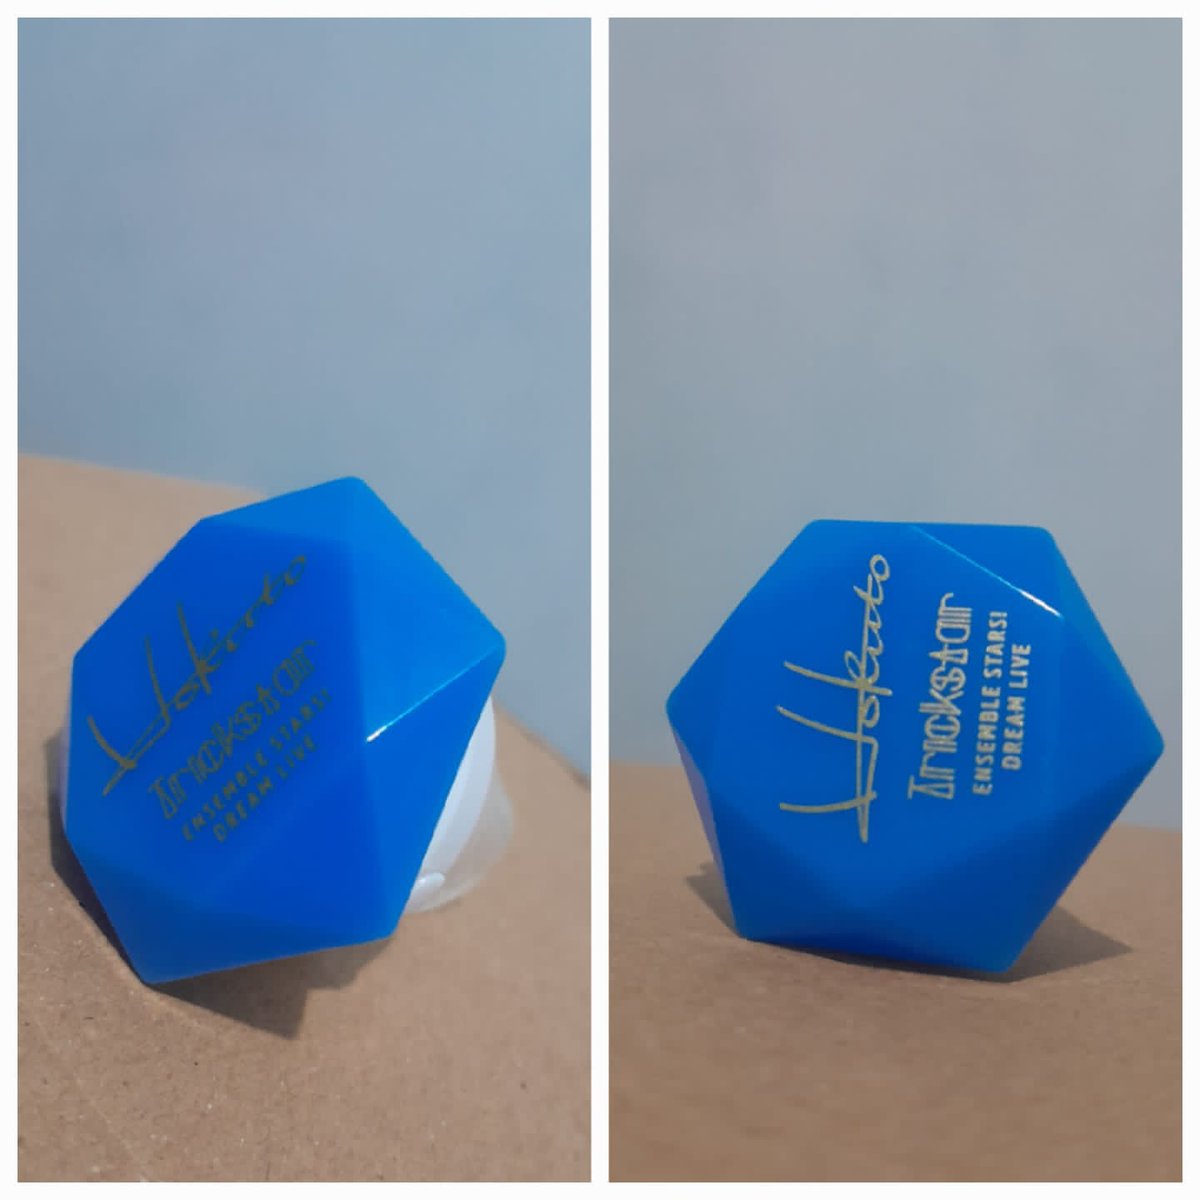 Hokuto
Trickstar
ENSEMBLE STARS!
DREAM LIVE
Hokuto
Trickstar
ENSEMBLE STARS!
DREAM LIVE